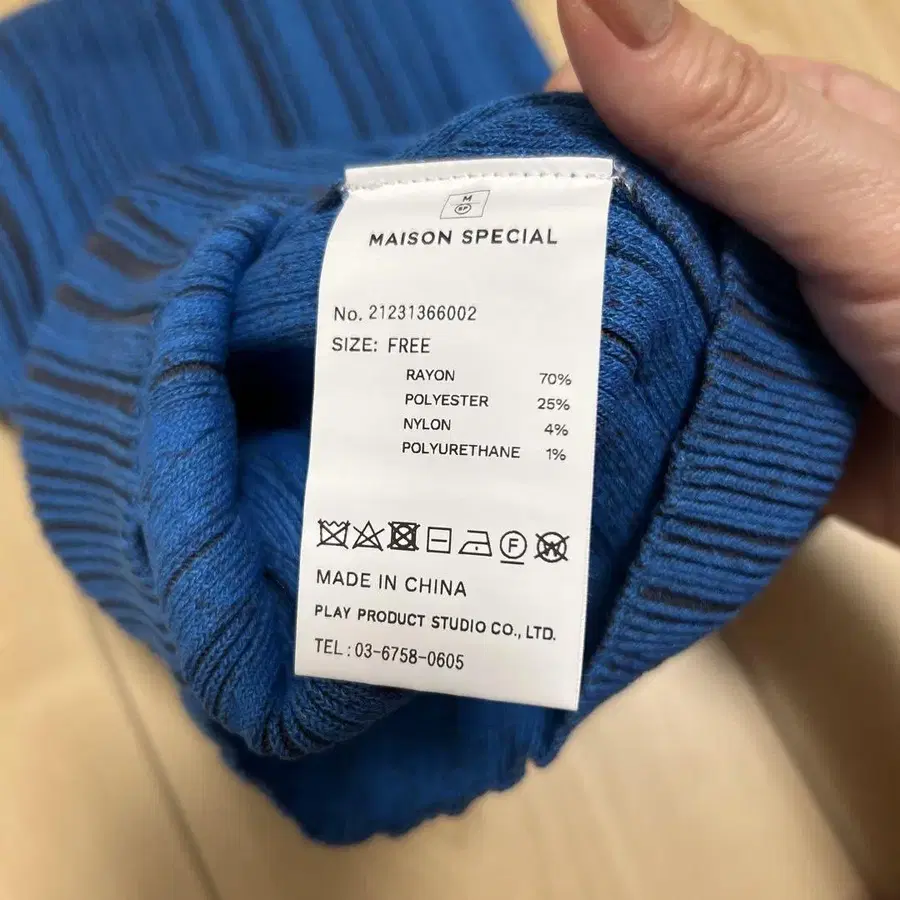 M
SP
MAISON SPECIAL
No. 21231366002
SIZE: FREE
RAYON 70%
POLYESTER 25%
NYLON 4%
POLYURETHANE 1%
F
W
MADE IN CHINA
PLAY PRODUCT STUDIO CO., LTD.
TEL : 03-6758-0605